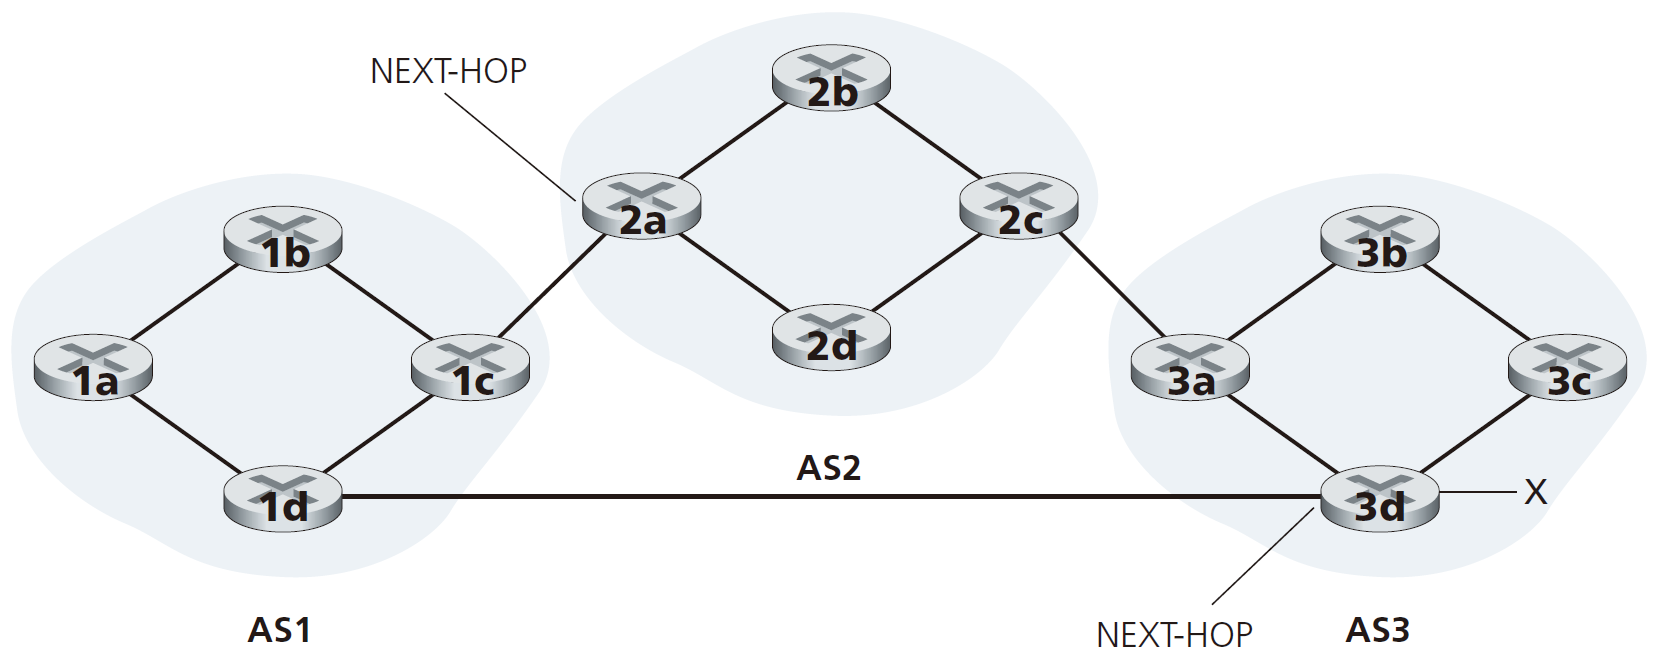 NEXT-HOP
2b
2a
2c
1b
3b
2d
1a
1c
3a
3c
AS2
1d
3d
X
AS1
NEXT-HOP
AS3